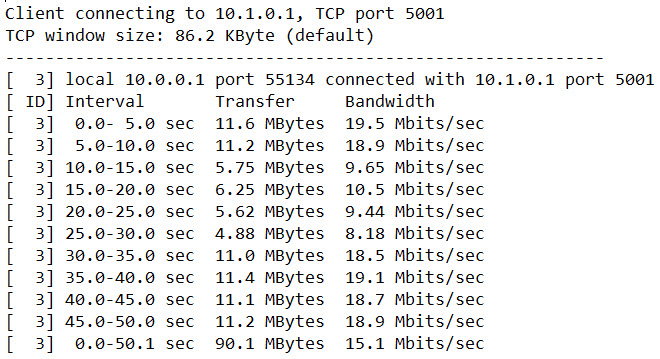 Client connecting to 10.1.0.1, TCP port 5001
TCP window size: 86.2 KByte (default)
------------------------------------------------------------
[  3] local 10.0.0.1 port 55134 connected with 10.1.0.1 port 5001
[ ID] Interval       Transfer     Bandwidth
[  3]  0.0- 5.0 sec  11.6 MBytes  19.5 Mbits/sec
[  3]  5.0-10.0 sec  11.2 MBytes  18.9 Mbits/sec
[  3] 10.0-15.0 sec  5.75 MBytes  9.65 Mbits/sec
[  3] 15.0-20.0 sec  6.25 MBytes  10.5 Mbits/sec
[  3] 20.0-25.0 sec  5.62 MBytes  9.44 Mbits/sec
[  3] 25.0-30.0 sec  4.88 MBytes  8.18 Mbits/sec
[  3] 30.0-35.0 sec  11.0 MBytes  18.5 Mbits/sec
[  3] 35.0-40.0 sec  11.4 MBytes  19.1 Mbits/sec
[  3] 40.0-45.0 sec  11.1 MBytes  18.7 Mbits/sec
[  3] 45.0-50.0 sec  11.2 MBytes  18.9 Mbits/sec
[  3]  0.0-50.1 sec  90.1 MBytes  15.1 Mbits/sec